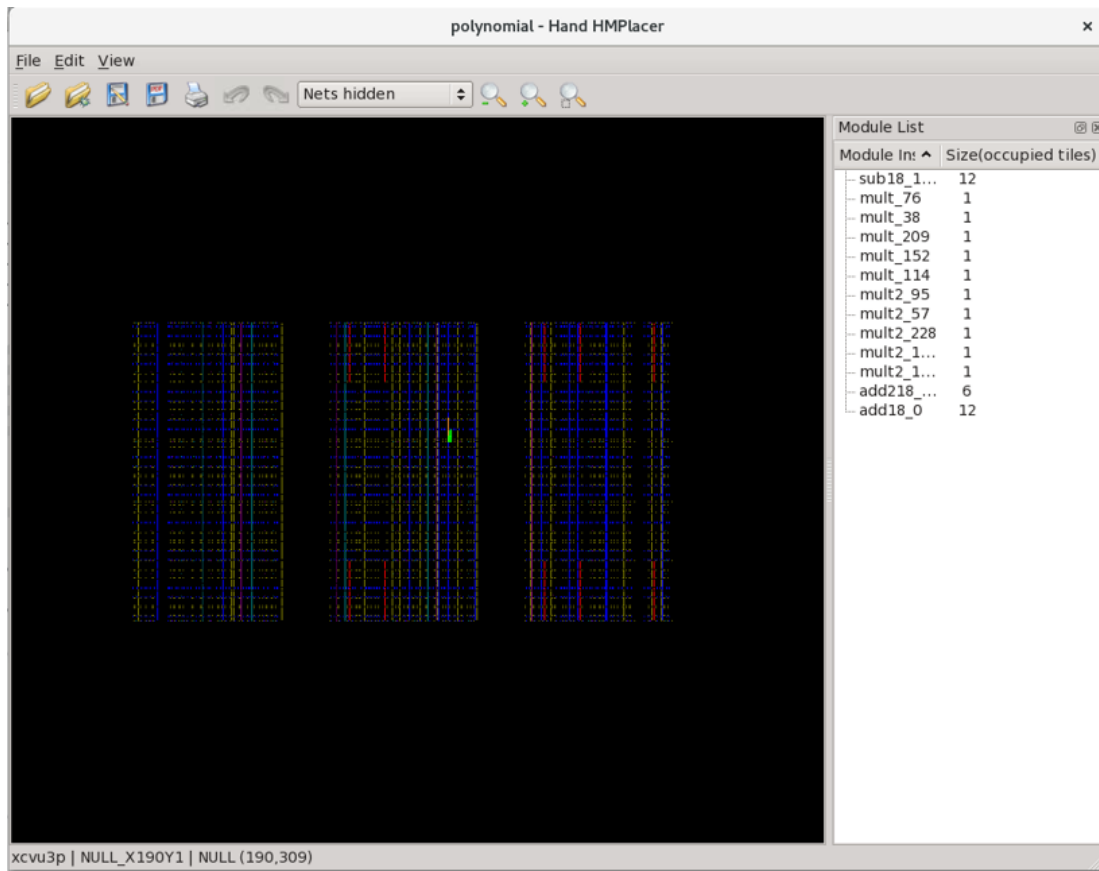 polynomial - Hand HMPlacer
File Edit View
Nets hidden
Module List
Module Ins Size(occupied tiles)
sub18_1... 12
mult_76 1
mult_38 1
mult_209 1
mult_152 1
mult_114 1
mult2_95 1
mult2_57 1
mult2_228 1
mult2_1... 1
mult2_1... 1
add218_... 6
add18_0 12
xcvu3p | NULL_X190Y1 | NULL (190,309)